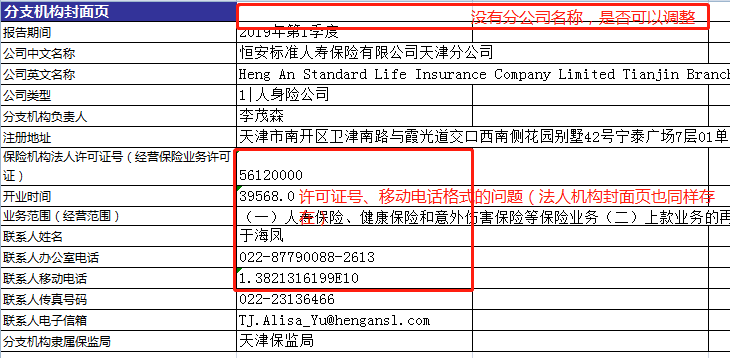 分支机构封面页
没有分公司名称，是否可以调整
报告期间 2019年第1季度
公司中文名称 恒安标准人寿保险有限公司天津分公司
公司英文名称 Heng An Standard Life Insurance Company Limited Tianjin Branch
公司类型 1|人身险公司
分支机构负责人 李茂森
注册地址 天津市南开区卫津南路与霞光道交口西南侧花园别墅42号宁泰广场7层01单
保险机构法人许可证号（经营保险业务许可
证） 56120000
开业时间 39568.0
许可证号、移动电话格式的问题（法人机构封面页也同样存
业务范围（经营范围） （一）人寿保险、健康保险和意外伤害保险等保险业务（二）上款业务的再
联系人姓名 于海凤
联系人办公室电话 022-87790088-2613
联系人移动电话 1.3821316199E10
联系人传真号码 022-23136466
联系人电子信箱 TJ.Alisa_Yu@hengansl.com
分支机构隶属保监局 天津保监局